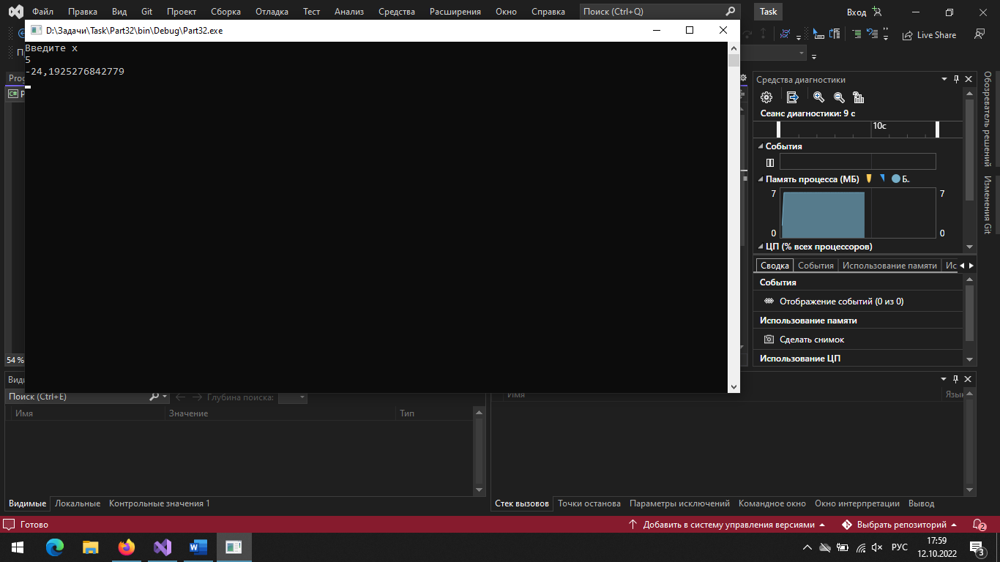 Файл Правка Вид Git Проект Сборка Отладка Тест Анализ Средства Расширения Окно Справка Поиск (Ctrl+Q) Task Вход
D:\Задачи\Task\Part32\bin\Debug\Part32.exe
Live Share
Введите x
5
-24,1925276842779
Prog
C#
Средства диагностики
Сеанс диагностики: 9 с
10с
События
Память процесса (МБ) Б..
7 7
0 0
ЦП (% всех процессоров)
Сводка События Использование памяти Ис
События
Отображение событий (0 из 0)
Использование памяти
Сделать снимок
Использование ЦП
Обозреватель решений
Изменения Git
54 %
Види
Поиск (Ctrl+E) Глубина поиска:
Имя Значение Тип
Имя Язык
Видимые Локальные Контрольные значения 1
Стек вызовов Точки останова Параметры исключений Командное окно Окно интерпретации Вывод
Готово Добавить в систему управления версиями Выбрать репозиторий 2
РУС 17:59
12.10.2022 3